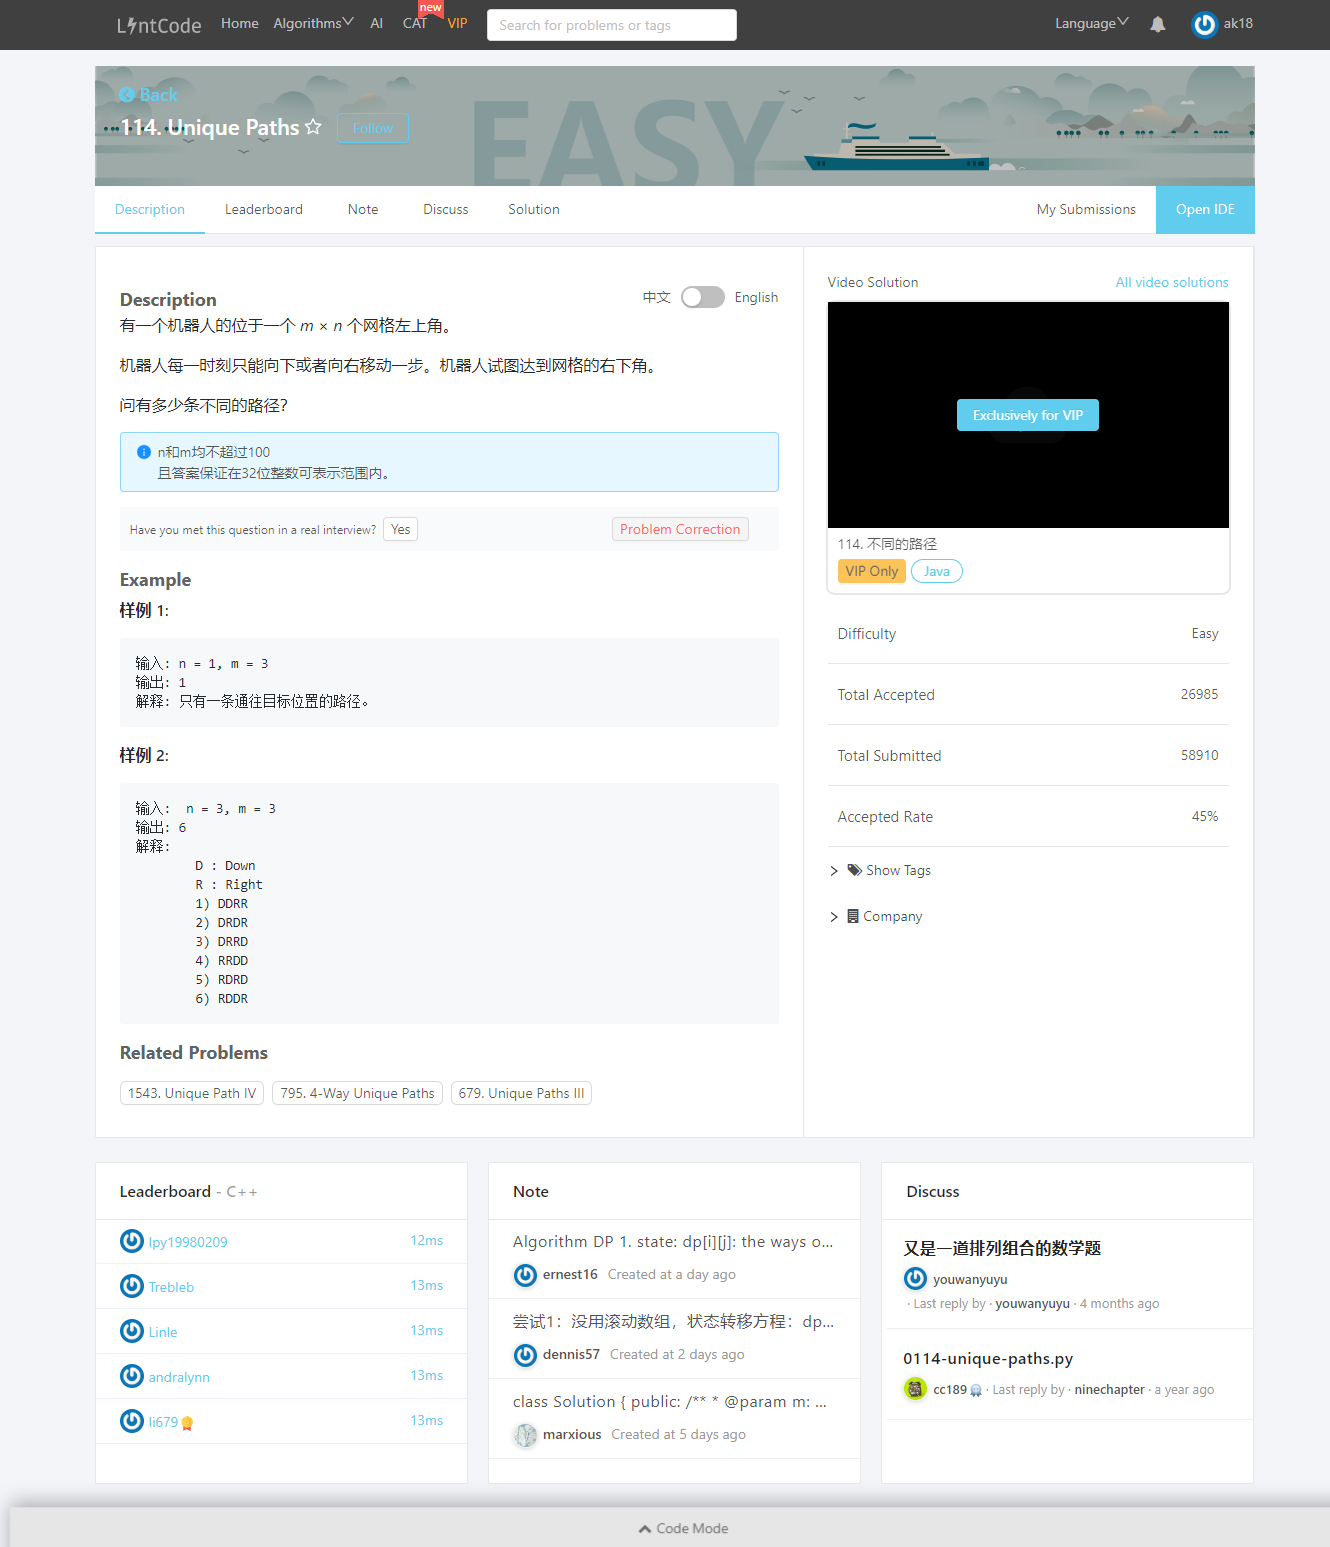 LintCode Home Algorithms AI CAT new VIP Search for problems or tags Language ak18
Back
114. Unique Paths Follow
EASY
Description Leaderboard Note Discuss Solution My Submissions Open IDE
Description 中文 English
有一个机器人的位于一个 m × n 个网格左上角。
机器人每一时刻只能向下或者向右移动一步。机器人试图达到网格的右下角。
问有多少条不同的路径?
n和m均不超过100
且答案保证在32位整数可表示范围内。
Have you met this question in a real interview? Yes Problem Correction
Example
样例 1:
输入: n = 1, m = 3
输出: 1
解释: 只有一条通往目标位置的路径。
样例 2:
输入:  n = 3, m = 3
输出: 6
解释:
D : Down
R : Right
1) DDRR
2) DRDR
3) DRRD
4) RRDD
5) RDRD
6) RDDR
Related Problems
1543. Unique Path IV 795. 4-Way Unique Paths 679. Unique Paths III
Video Solution All video solutions
Exclusively for VIP
114. 不同的路径
VIP Only Java
Difficulty Easy
Total Accepted 26985
Total Submitted 58910
Accepted Rate 45%
Show Tags
Company
Leaderboard - C++
lpy19980209 12ms
Trebleb 13ms
Linle 13ms
andralynn 13ms
li679 13ms
Note
Algorithm DP 1. state: dp[i][j]: the ways o...
ernest16 Created at a day ago
尝试1：没用滚动数组，状态转移方程：dp...
dennis57 Created at 2 days ago
class Solution { public: /** * @param m: ...
marxious Created at 5 days ago
Discuss
又是一道排列组合的数学题
youwanyuyu
· Last reply by · youwanyuyu · 4 months ago
0114-unique-paths.py
cc189 · Last reply by · ninechapter · a year ago
Code Mode